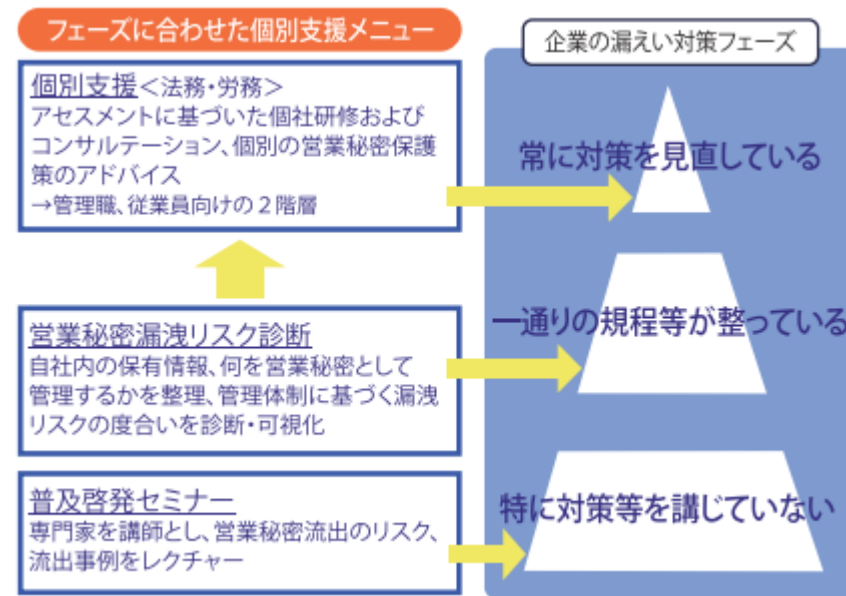 フェーズに合わせた個別支援メニュー
個別支援<法務・労務>
アセスメントに基づいた個社研修および
コンサルテーション、個別の営業秘密保護
策のアドバイス
→管理職、従業員向けの2階層
営業秘密漏洩リスク診断
自社内の保有情報、何を営業秘密として
管理するかを整理、管理体制に基づく漏洩
リスクの度合いを診断・可視化
普及啓発セミナー
専門家を講師とし、営業秘密流出のリスク、
流出事例をレクチャー
企業の漏えい対策フェーズ
常に対策を見直している
一通りの規程等が整っている
特に対策等を講じていない